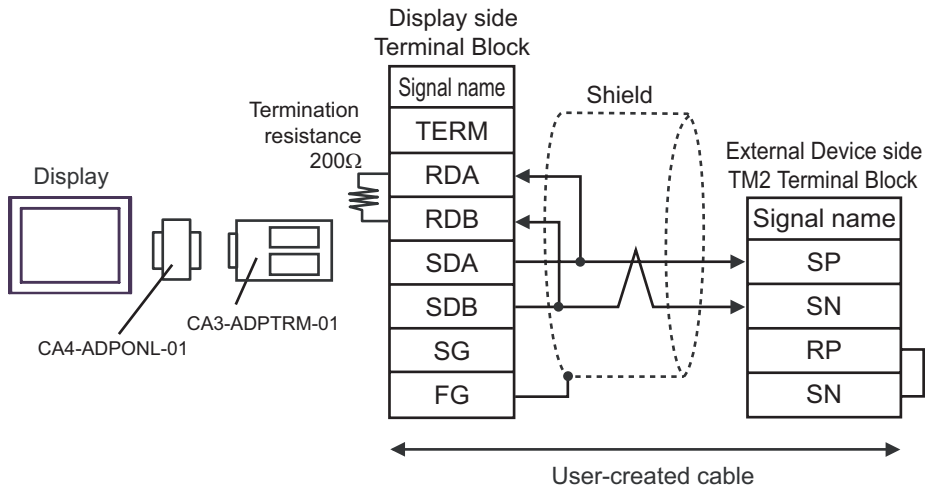 Display side
Terminal Block
Signal name
TERM
RDA
RDB
SDA
SDB
SG
FG
Termination
resistance
200Ω
Shield
Display
CA4-ADPONL-01
CA3-ADPTRM-01
External Device side
TM2 Terminal Block
Signal name
SP
SN
RP
SN
User-created cable